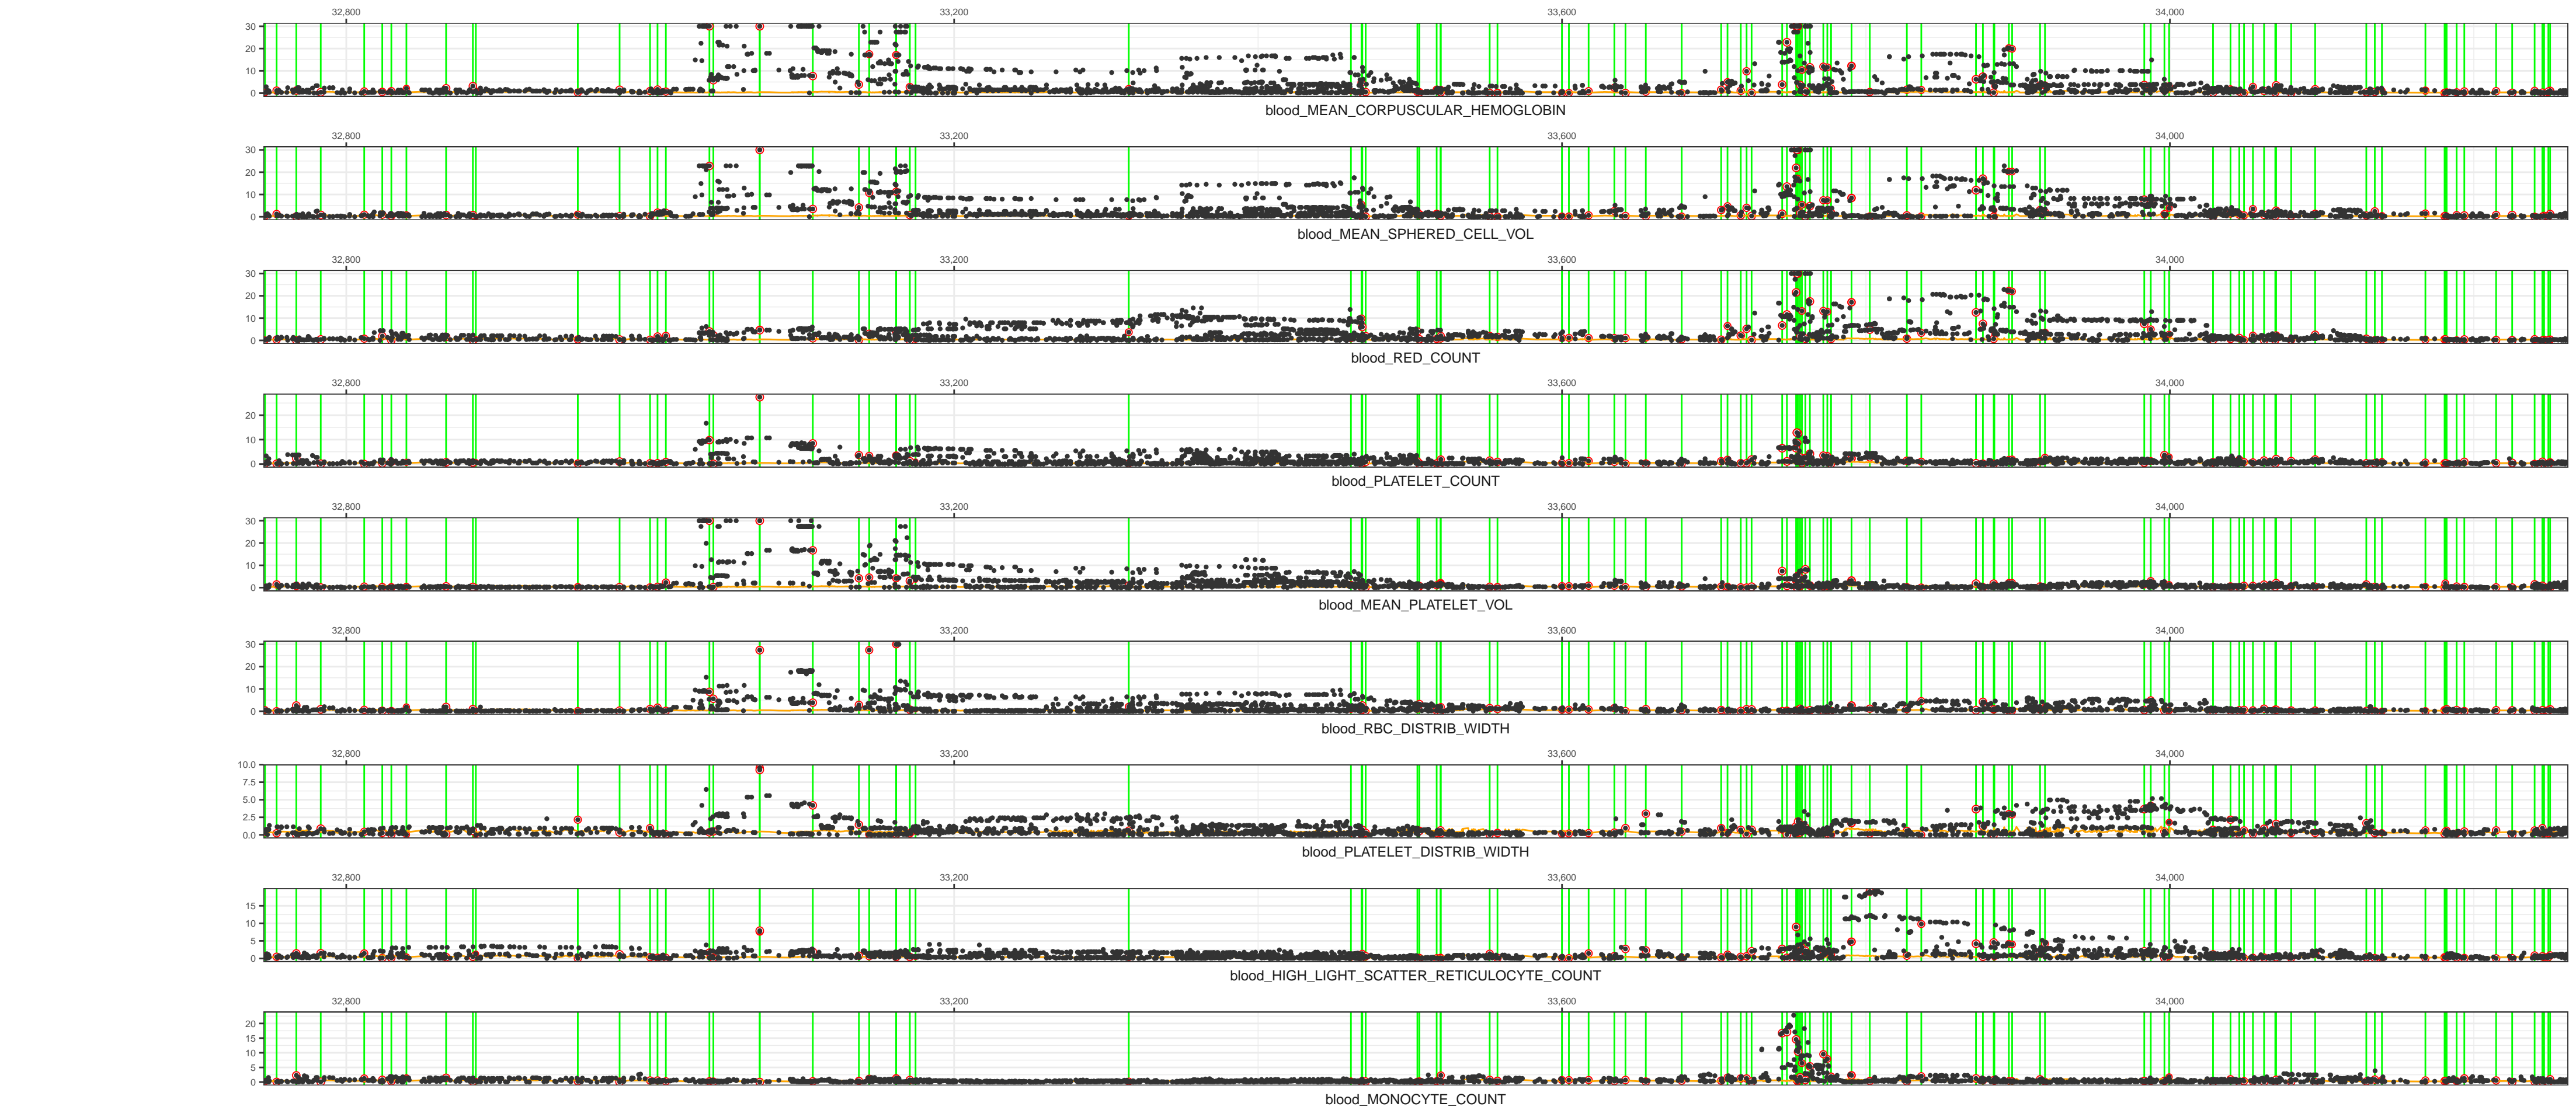 32,800 33,200 33,600 34,000
30
20
10
0
blood_MEAN_CORPUSCULAR_HEMOGLOBIN
32,800 33,200 33,600 34,000
30
20
10
0
blood_MEAN_SPHERED_CELL_VOL
32,800 33,200 33,600 34,000
30
20
10
0
blood_RED_COUNT
32,800 33,200 33,600 34,000
20
10
0
blood_PLATELET_COUNT
32,800 33,200 33,600 34,000
30
20
10
0
blood_MEAN_PLATELET_VOL
32,800 33,200 33,600 34,000
30
20
10
0
blood_RBC_DISTRIB_WIDTH
32,800 33,200 33,600 34,000
10.0
7.5
5.0
2.5
0.0
blood_PLATELET_DISTRIB_WIDTH
32,800 33,200 33,600 34,000
15
10
5
0
blood_HIGH_LIGHT_SCATTER_RETICULOCYTE_COUNT
32,800 33,200 33,600 34,000
20
15
10
5
0
blood_MONOCYTE_COUNT